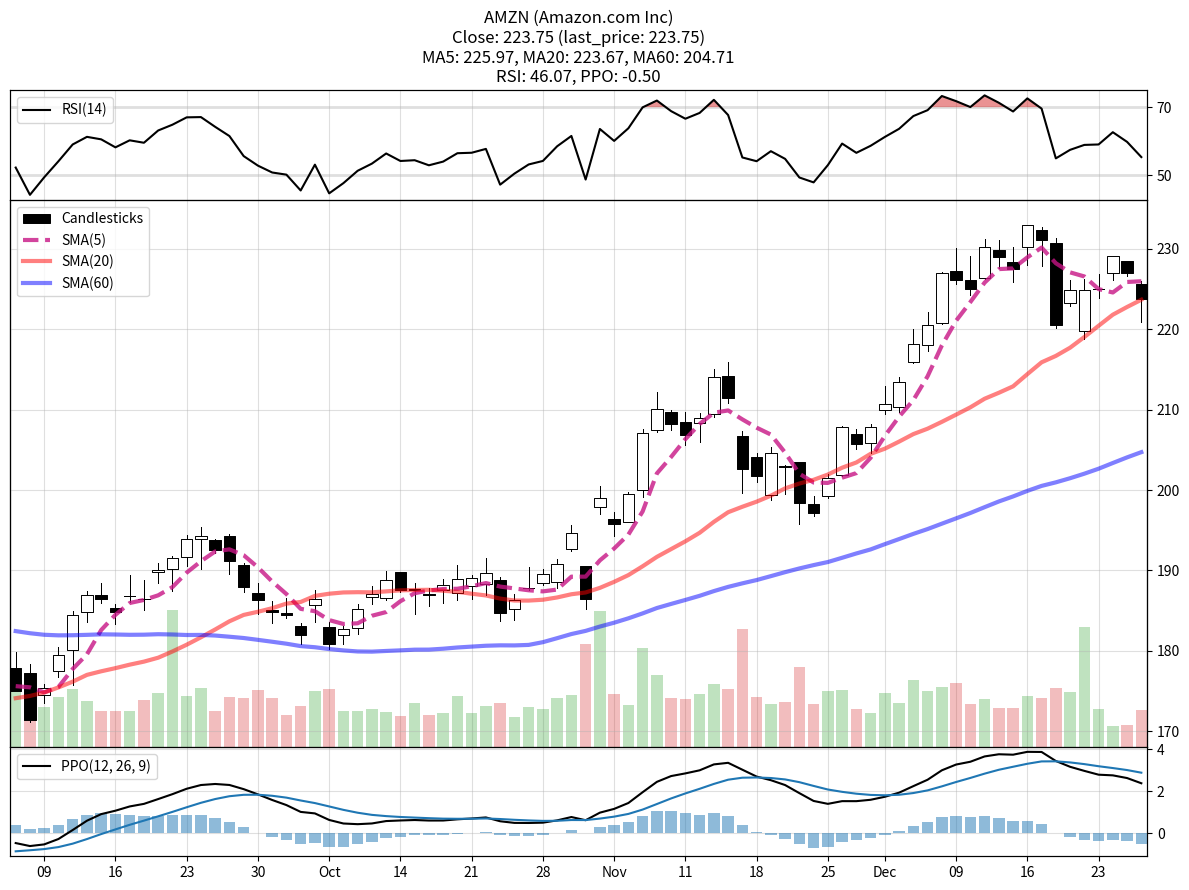 AMZN (Amazon.com Inc)
Close: 223.75 (last_price: 223.75)
MA5: 225.97, MA20: 223.67, MA60: 204.71
RSI: 46.07, PPO: -0.50
RSI(14)
70
50
Candlesticks
SMA(5)
SMA(20)
SMA(60)
230
220
210
200
190
180
170
PPO(12, 26, 9)
4
2
0
09 16 23 30 Oct 14 21 28 Nov 11 18 25 Dec 09 16 23